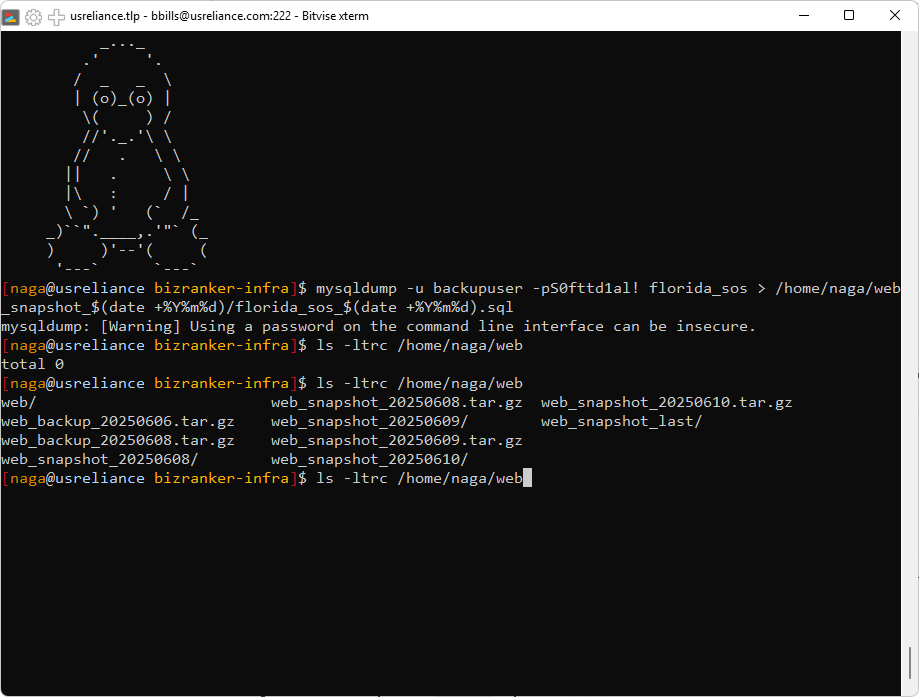 usreliance.tlp - bbills@usreliance.com:222 - Bitvise xterm
         _..._
       .'     '.
      /  _   _  \
      | (o)_(o) |
       \(     ) /
       //'._.'\ \
      //   .   \ \
     ||   .     \ \
     |\   :     / |
     \ `) '   (`  /_
   _)``".____,.'"` (_
   )     )'--'(     (
    '---`      `---`
[naga@usreliance bizranker-infra]$ mysqldump -u backupuser -pS0fttd1al! florida_sos > /home/naga/web
_snapshot_$(date +%Y%m%d)/florida_sos_$(date +%Y%m%d).sql
mysqldump: [Warning] Using a password on the command line interface can be insecure.
[naga@usreliance bizranker-infra]$ ls -ltrc /home/naga/web
total 0
[naga@usreliance bizranker-infra]$ ls -ltrc /home/naga/web
web/                          web_snapshot_20250608.tar.gz  web_snapshot_20250610.tar.gz
web_backup_20250606.tar.gz    web_snapshot_20250609/        web_snapshot_last/
web_backup_20250608.tar.gz    web_snapshot_20250609.tar.gz
web_snapshot_20250608/        web_snapshot_20250610/
[naga@usreliance bizranker-infra]$ ls -ltrc /home/naga/web